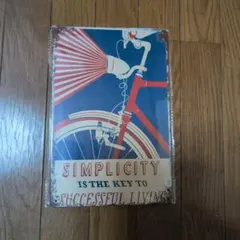 SIMPLICITY
IS THE KEY TO
SUCCESSFUL LIVING